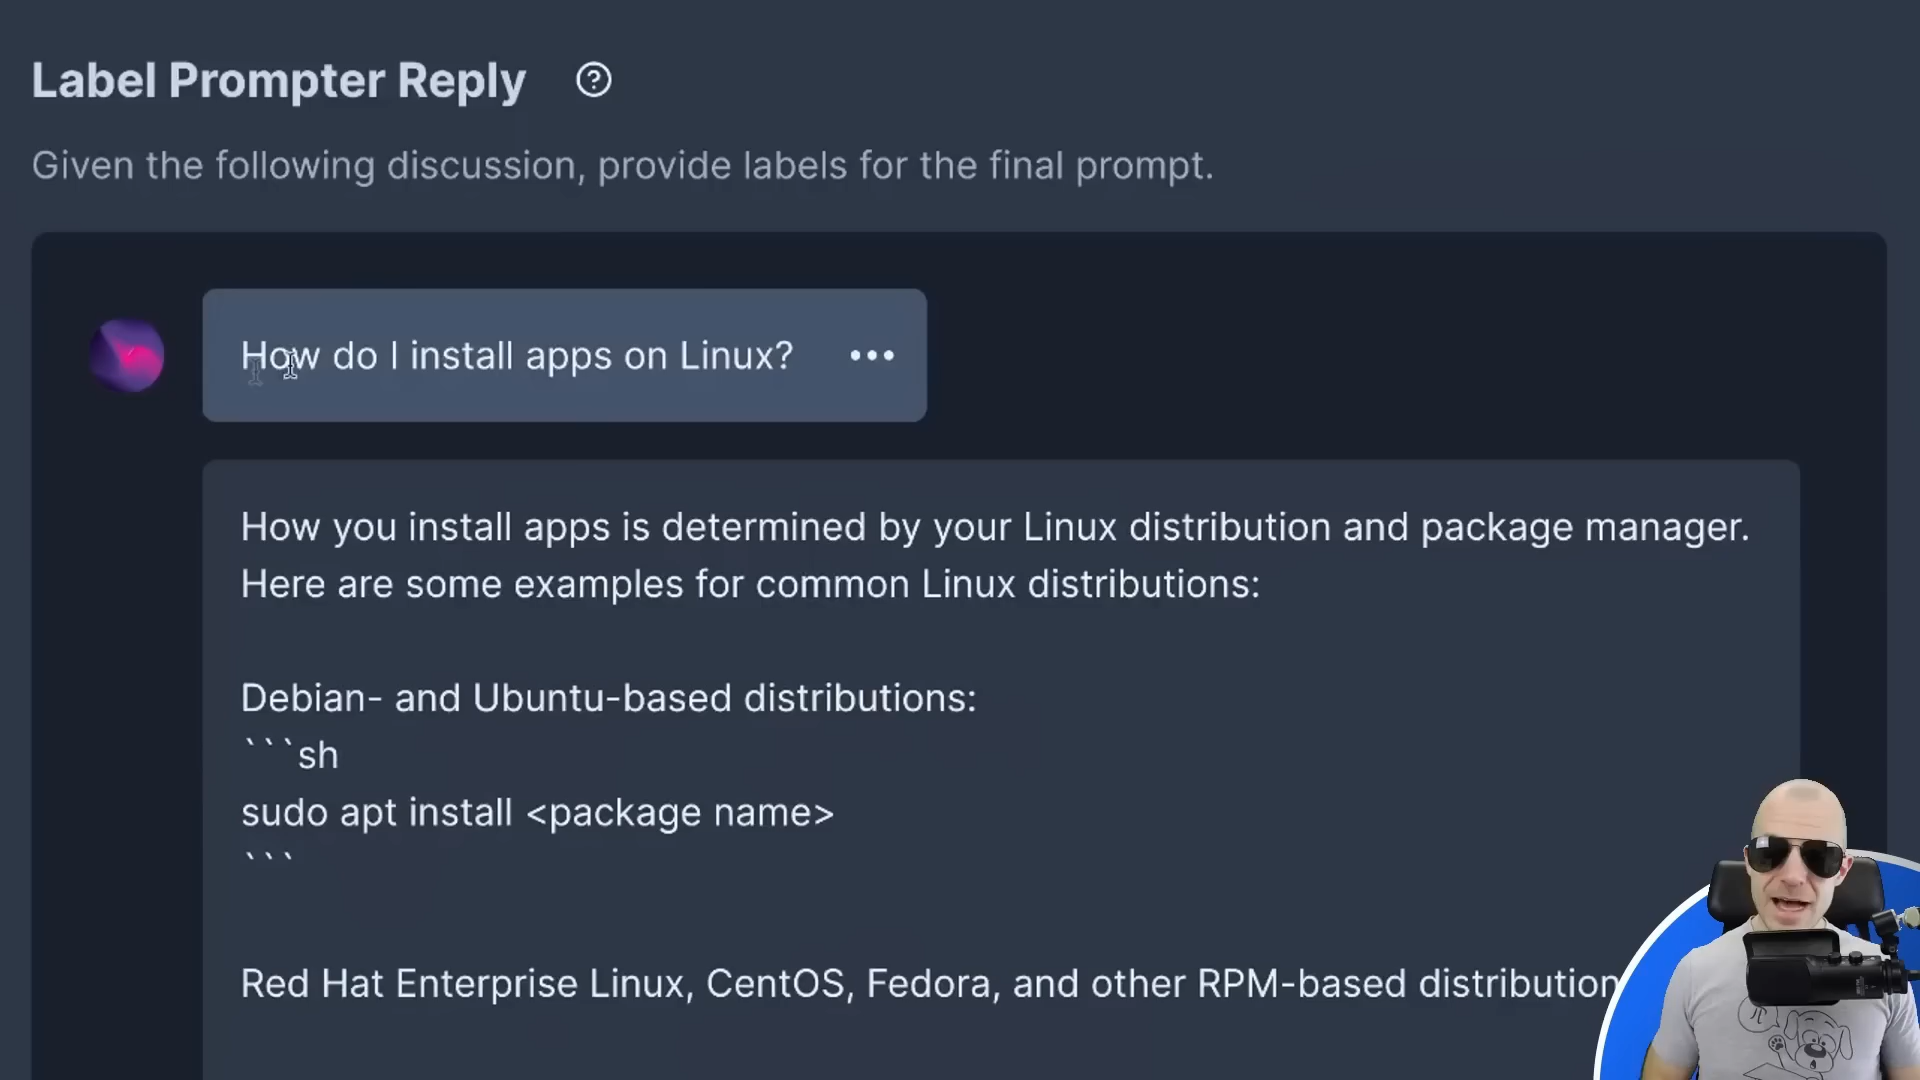 Label Prompter Reply
Given the following discussion, provide labels for the final prompt.
How do I install apps on Linux?
How you install apps is determined by your Linux distribution and package manager.
Here are some examples for common Linux distributions:
Debian- and Ubuntu-based distributions:
```sh
sudo apt install <package name>
```
Red Hat Enterprise Linux, CentOS, Fedora, and other RPM-based distribution